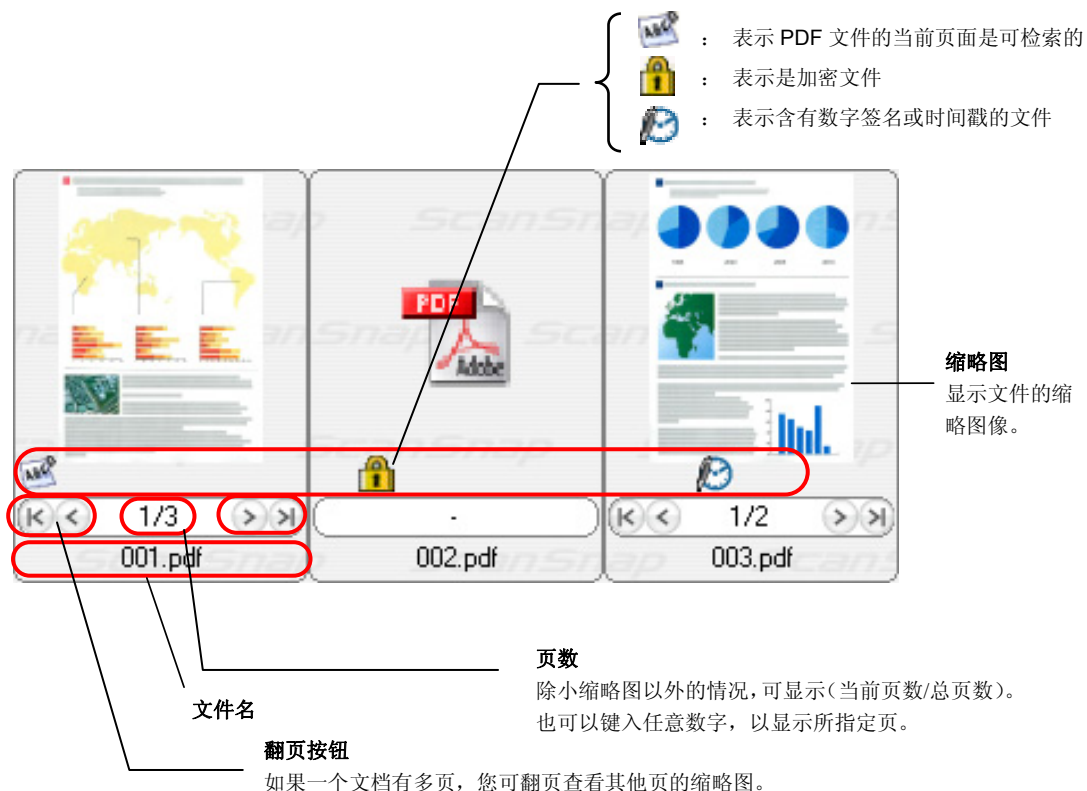 ： 表示 PDF 文件的当前页面是可检索的
： 表示是加密文件
： 表示含有数字签名或时间戳的文件
ScanSnap
PDF
Adobe
缩略图
显示文件的缩
略图像。
ABC
1/3
-
1/2
001.pdf
002.pdf
003.pdf
页数
除小缩略图以外的情况，可显示（当前页数/总页数）。
也可以键入任意数字，以显示所指定页。
文件名
翻页按钮
如果一个文档有多页，您可翻页查看其他页的缩略图。